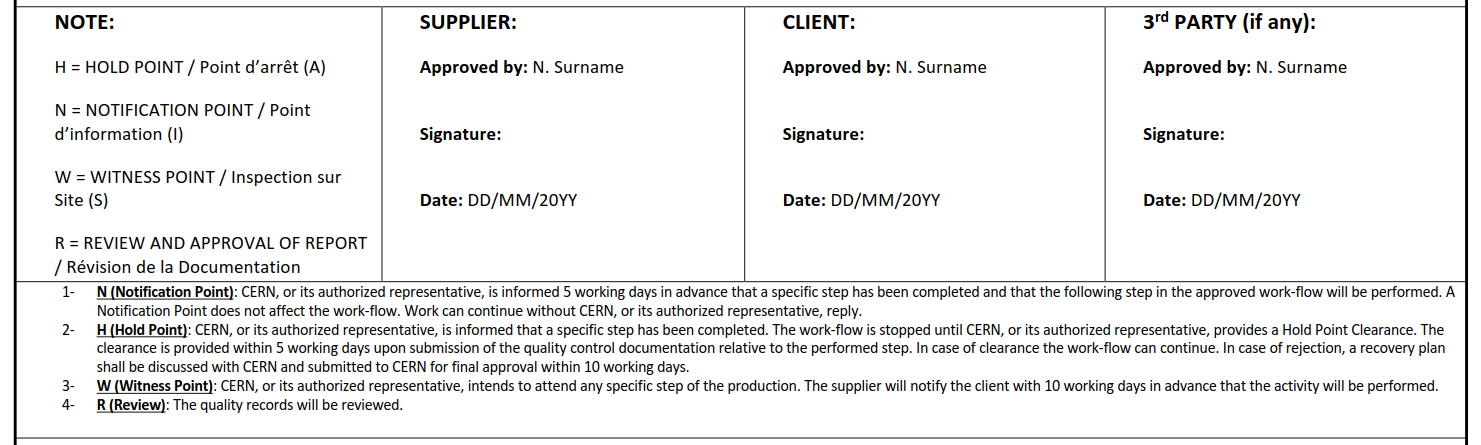 NOTE:
H = HOLD POINT / Point d’arrêt (A)
N = NOTIFICATION POINT / Point
d’information (I)
W = WITNESS POINT / Inspection sur
Site (S)
R = REVIEW AND APPROVAL OF REPORT
/ Révision de la Documentation
SUPPLIER:
Approved by: N. Surname
Signature:
Date: DD/MM/20YY
CLIENT:
Approved by: N. Surname
Signature:
Date: DD/MM/20YY
3rd PARTY (if any):
Approved by: N. Surname
Signature:
Date: DD/MM/20YY
1- N (Notification Point): CERN, or its authorized representative, is informed 5 working days in advance that a specific step has been completed and that the following step in the approved work-flow will be performed. A
Notification Point does not affect the work-flow. Work can continue without CERN, or its authorized representative, reply.
2- H (Hold Point): CERN, or its authorized representative, is informed that a specific step has been completed. The work-flow is stopped until CERN, or its authorized representative, provides a Hold Point Clearance. The
clearance is provided within 5 working days upon submission of the quality control documentation relative to the performed step. In case of clearance the work-flow can continue. In case of rejection, a recovery plan
shall be discussed with CERN and submitted to CERN for final approval within 10 working days.
3- W (Witness Point): CERN, or its authorized representative, intends to attend any specific step of the production. The supplier will notify the client with 10 working days in advance that the activity will be performed.
4- R (Review): The quality records will be reviewed.